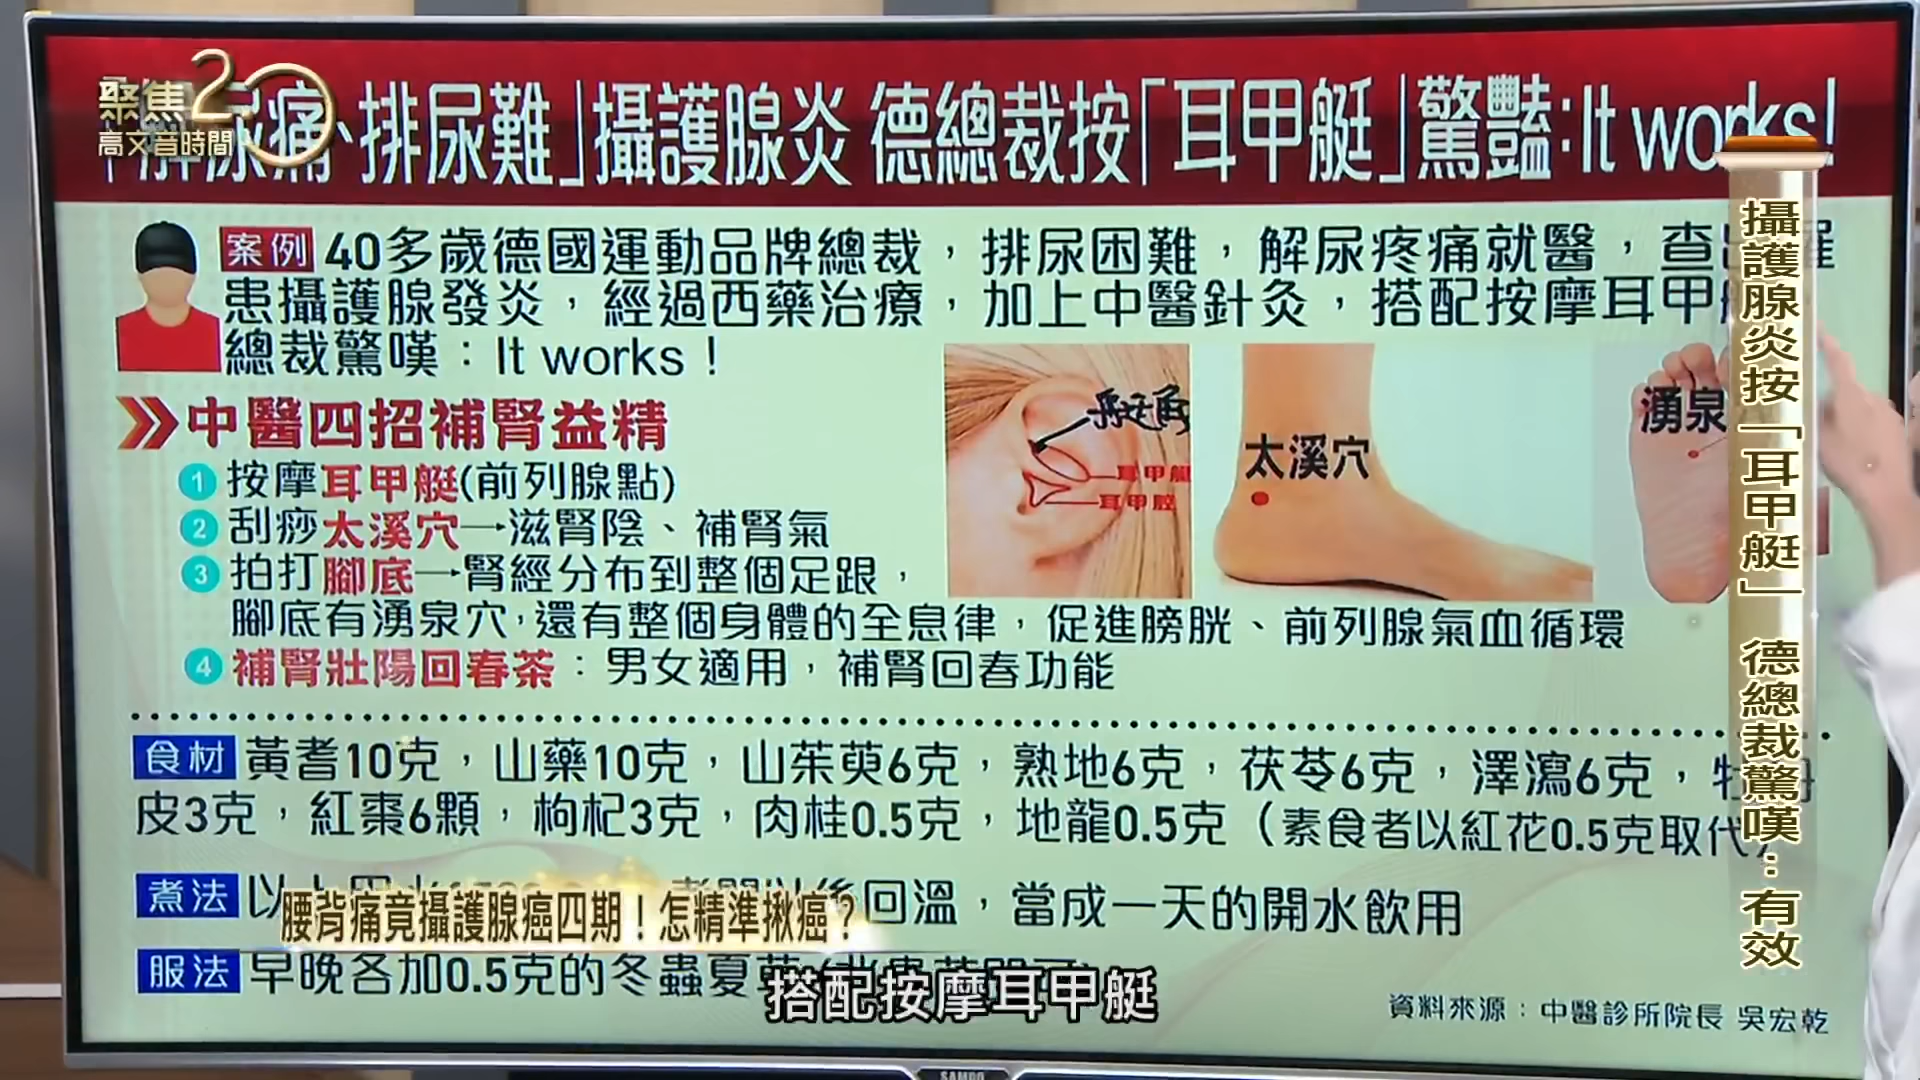 聚焦2.0
高文音時間
「解尿痛、排尿難」攝護腺炎 德總裁按「耳甲艇」驚豔:It works!
案例 40多歲德國運動品牌總裁，排尿困難，解尿疼痛就醫，查出罹
患攝護腺發炎，經過西藥治療，加上中醫針灸，搭配按摩耳甲
總裁驚嘆：It works！
中醫四招補腎益精
1 按摩耳甲艇(前列腺點)
2 刮痧太溪穴→滋腎陰、補腎氣
3 拍打腳底→腎經分布到整個足跟，
腳底有湧泉穴，還有整個身體的全息律，促進膀胱、前列腺氣血循環
4 補腎壯陽回春茶：男女適用，補腎回春功能
艇角
耳甲艇
耳甲腔
太溪穴
湧泉
食材 黃耆10克，山藥10克，山茱萸6克，熟地6克，茯苓6克，澤瀉6克，牡丹
皮3克，紅棗6顆，枸杞3克，肉桂0.5克，地龍0.5克（素食者以紅花0.5克取代）
煮法 以上 回溫，當成一天的開水飲用
服法 早晚各加0.5克的冬蟲夏草
資料來源：中醫診所院長 吳宏乾
攝護腺炎按「耳甲艇」 德總裁驚嘆：有效
腰背痛竟攝護腺癌四期！怎精準揪癌？
搭配按摩耳甲艇
SAMPO